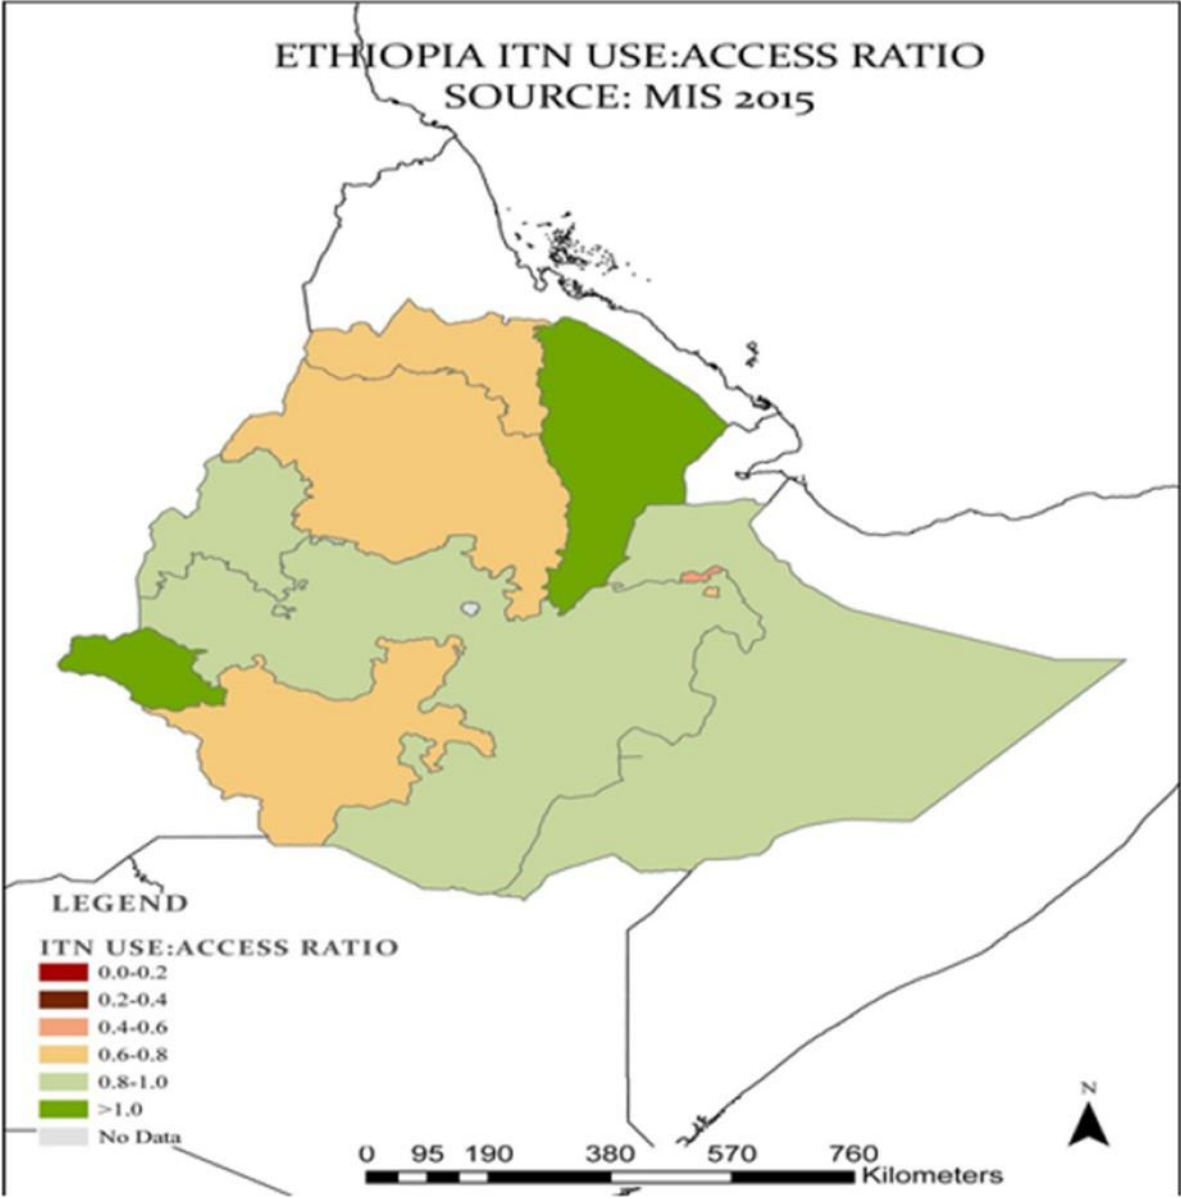 ETHIOPIA ITN USE:ACCESS RATIO
SOURCE: MIS 2015
LEGEND
ITN USE:ACCESS RATIO
0.0-0.2
0.2-0.4
0.4-0.6
0.6-0.8
0.8-1.0
>1.0
No Data
N
0 95 190 380 570 760
Kilometers